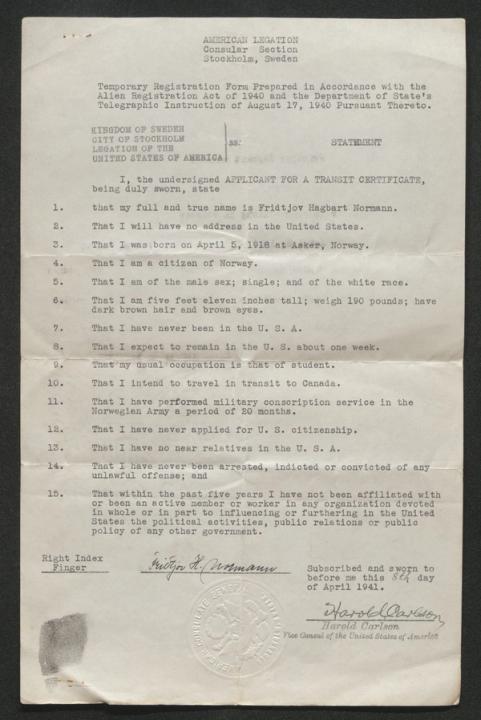 AMERICAN LEGATION
Consular Section
Stockholm, Sweden
Temporary Registration Form Prepared in Accordance with the
Alien Registration Act of 1940 and the Department of State's
Telegraphic Instruction of August 17, 1940 Pursuant Thereto.
KINGDOM OF SWEDEN
CITY OF STOCKHOLM
LEGATION OF THE
UNITED STATES OF AMERICA
SS:
STATEMENT
I, the undersigned APPLICANT FOR A TRANSIT CERTIFICATE,
being duly sworn, state
1. that my full and true name is Fridtjov Hagbart Normann.
2. That I will have no address in the United States.
3. That I was born on April 5, 1918 at Asker, Norway.
4. That I am a citizen of Norway.
5. That I am of the male sex; single; and of the white race.
6. That I am five feet eleven inches tall; weigh 190 pounds; have
dark brown hair and brown eyes.
7. That I have never been in the U. S. A.
8. That I expect to remain in the U. S. about one week.
9. That my usual occupation is that of student.
10. That I intend to travel in transit to Canada.
11. That I have performed military conscription service in the
Norwegian Army a period of 20 months.
12. That I have never applied for U. S. citizenship.
13. That I have no near relatives in the U. S. A.
14. That I have never been arrested, indicted or convicted of any
unlawful offense; and
15. That within the past five years I have not been affiliated with
or been an active member or worker in any organization devoted
in whole or in part to influencing or furthering in the United
States the political activities, public relations or public
policy of any other government.
Right Index
Finger
Fridtjov H. Normann
Subscribed and sworn to
before me this 8th day
of April 1941.
Harold Carlson
Harold Carlson
Vice Consul of the United States of America